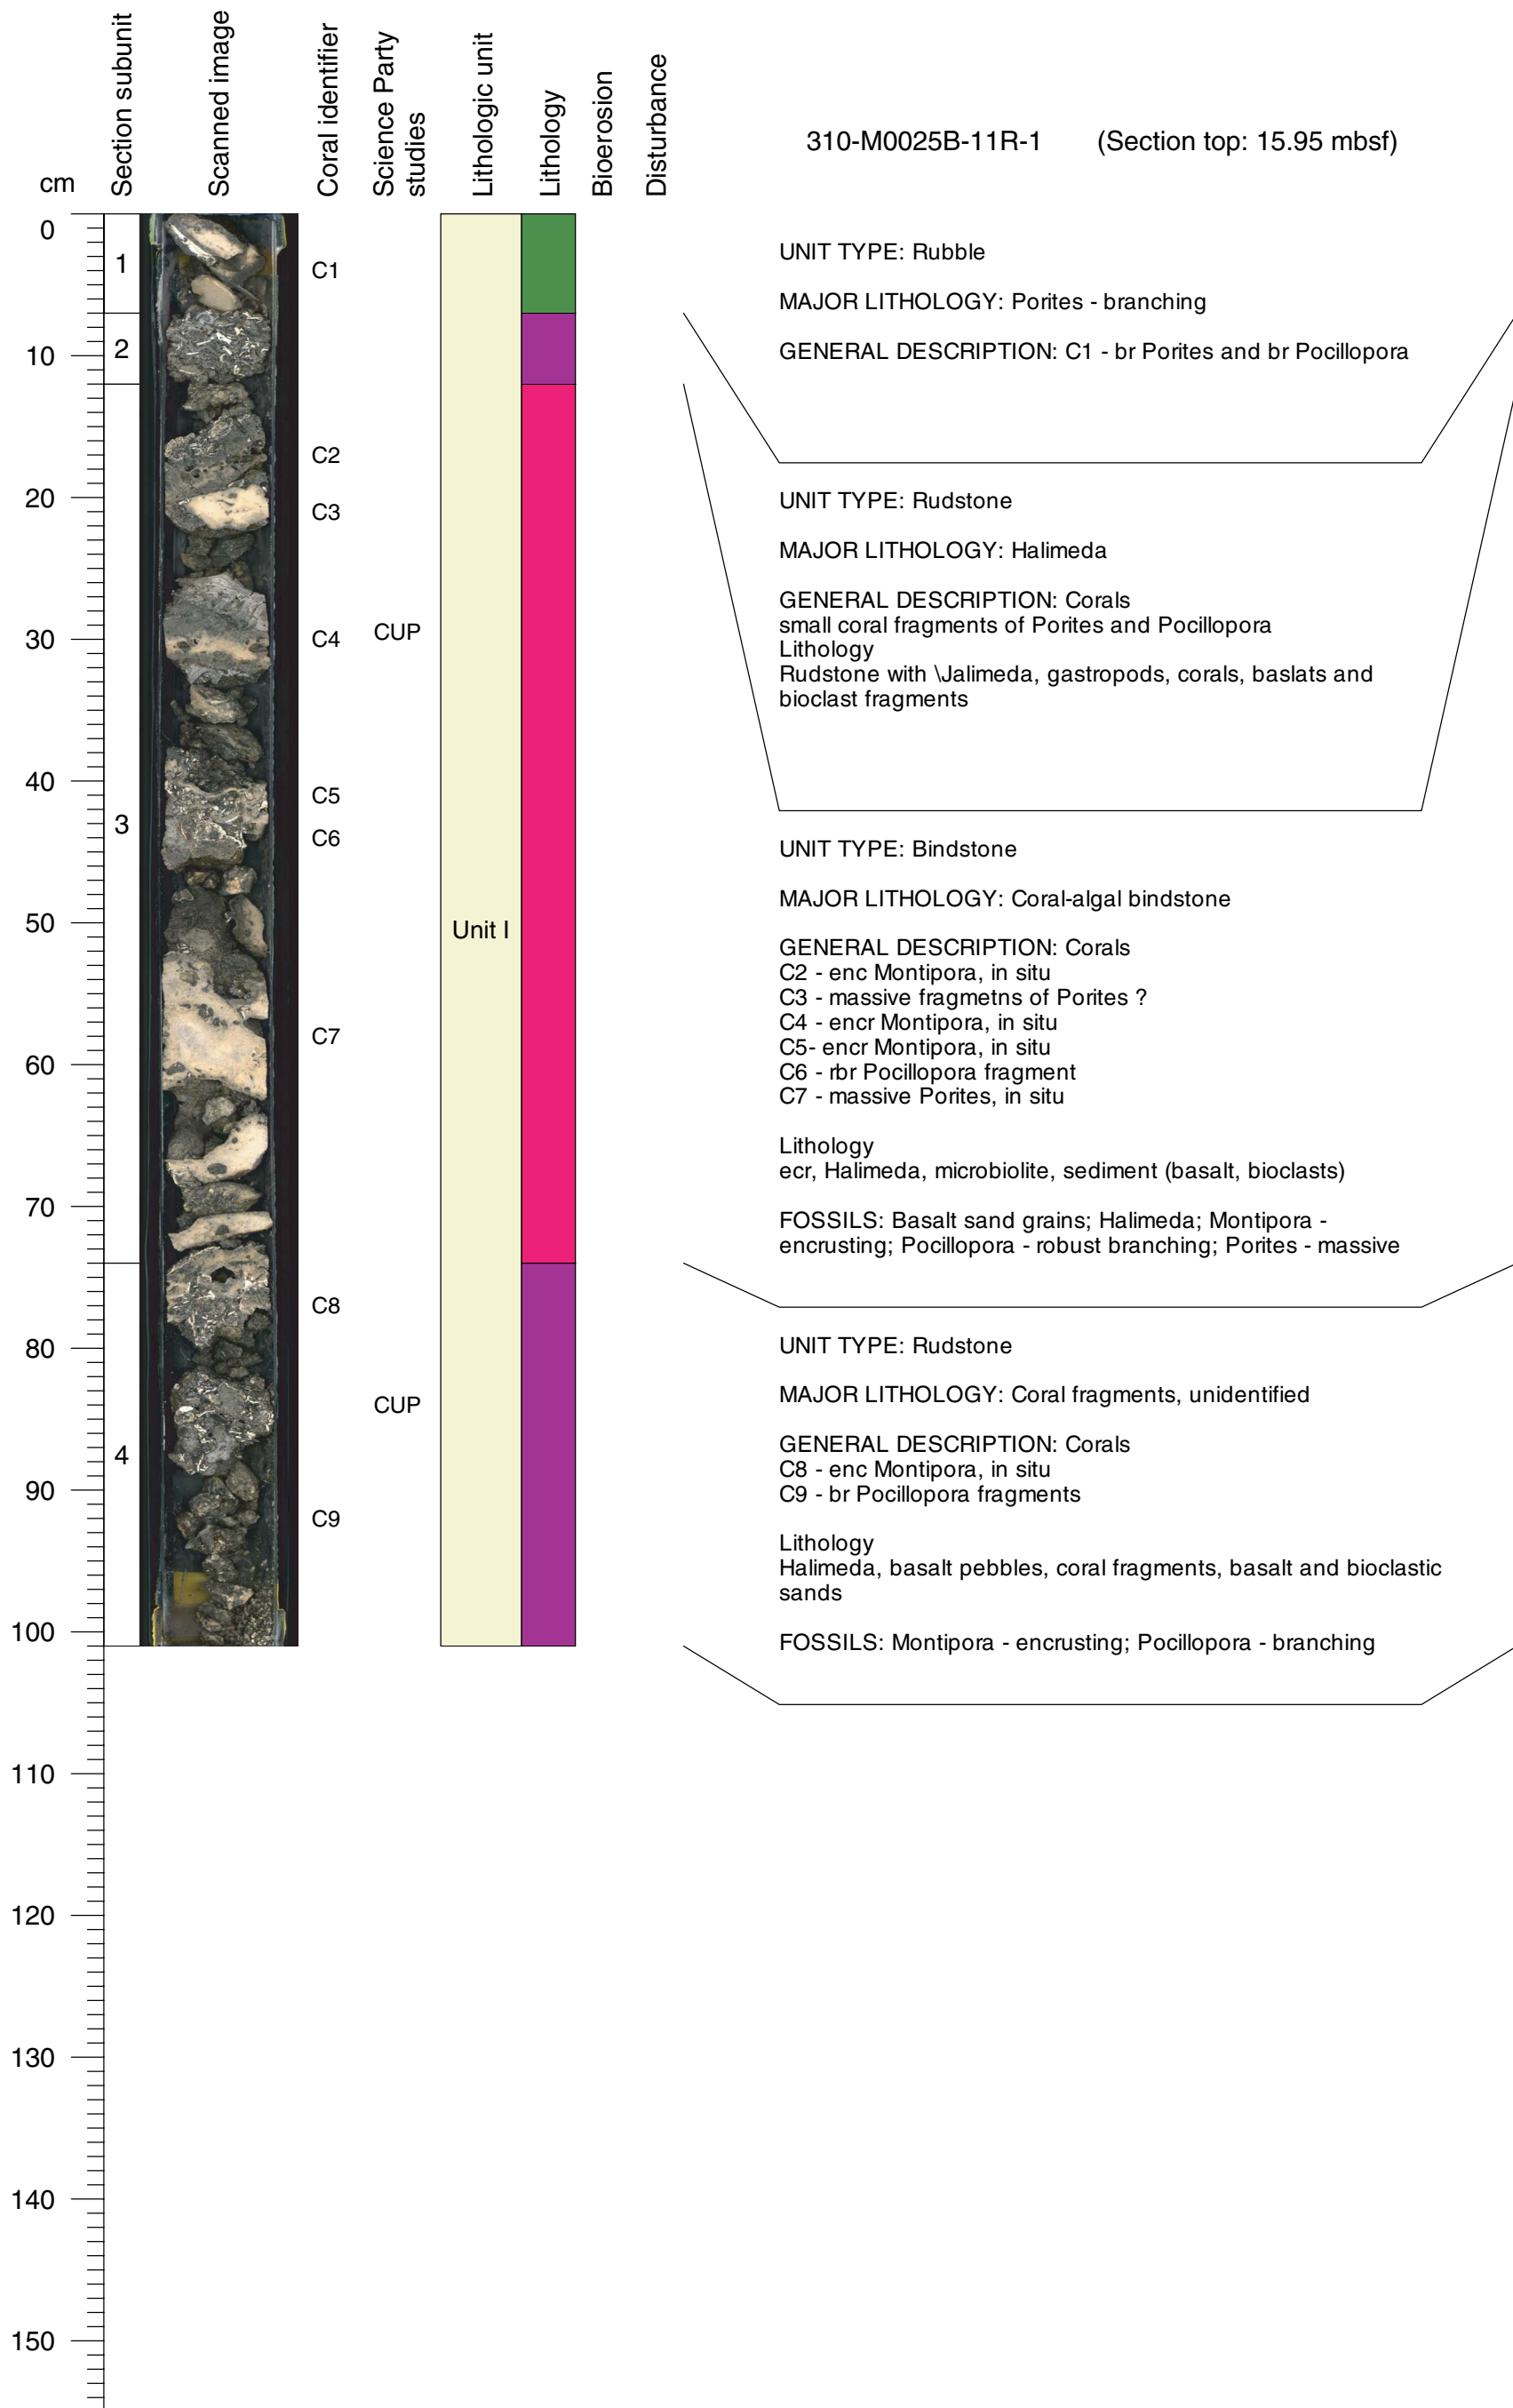 Section subunit
Scanned image
Coral identifier
Science Party
studies
Lithologic unit
Lithology
Bioerosion
Disturbance
310-M0025B-11R-1 (Section top: 15.95 mbsf)
cm
0
10
20
30
40
50
60
70
80
90
100
110
120
130
140
150
1
2
3
4
C1
C2
C3
C4
C5
C6
C7
C8
C9
CUP
CUP
Unit I
UNIT TYPE: Rubble
MAJOR LITHOLOGY: Porites - branching
GENERAL DESCRIPTION: C1 - br Porites and br Pocillopora
UNIT TYPE: Rudstone
MAJOR LITHOLOGY: Halimeda
GENERAL DESCRIPTION: Corals
small coral fragments of Porites and Pocillopora
Lithology
Rudstone with \Jalimeda, gastropods, corals, baslats and
bioclast fragments
UNIT TYPE: Bindstone
MAJOR LITHOLOGY: Coral-algal bindstone
GENERAL DESCRIPTION: Corals
C2 - enc Montipora, in situ
C3 - massive fragmetns of Porites ?
C4 - encr Montipora, in situ
C5- encr Montipora, in situ
C6 - rbr Pocillopora fragment
C7 - massive Porites, in situ
Lithology
ecr, Halimeda, microbiolite, sediment (basalt, bioclasts)
FOSSILS: Basalt sand grains; Halimeda; Montipora -
encrusting; Pocillopora - robust branching; Porites - massive
UNIT TYPE: Rudstone
MAJOR LITHOLOGY: Coral fragments, unidentified
GENERAL DESCRIPTION: Corals
C8 - enc Montipora, in situ
C9 - br Pocillopora fragments
Lithology
Halimeda, basalt pebbles, coral fragments, basalt and bioclastic
sands
FOSSILS: Montipora - encrusting; Pocillopora - branching